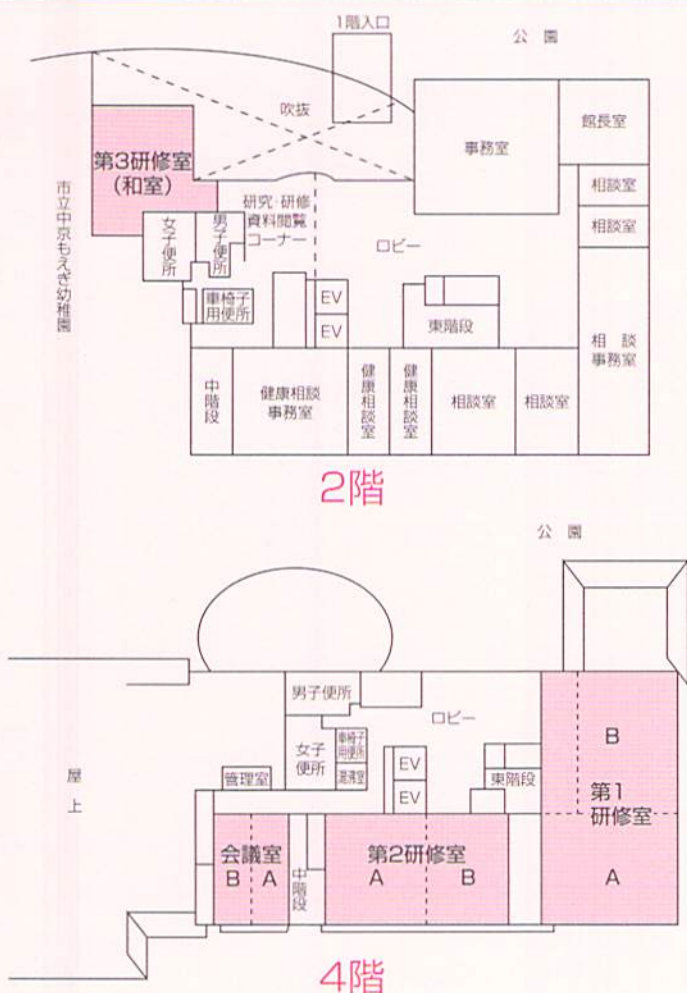 1階入口
公 園
吹抜
事務室
館長室
第3研修室
(和室)
相談室
相談室
市立中京もえぎ幼稚園
研究・研修
資料閲覧
コーナー
女子便所
男子便所
ロビー
車椅子
用便所
EV
EV
東階段
相 談
事務室
中階段
健康相談
事務室
健康相談室
健康相談室
相談室
相談室
2階
公 園
男子便所
ロビー
B
女子
便所
車椅子
用便所
湯沸室
EV
EV
東階段
管理室
屋上
第1
研修室
会議室
B A
中階段
第2研修室
A B
A
4階